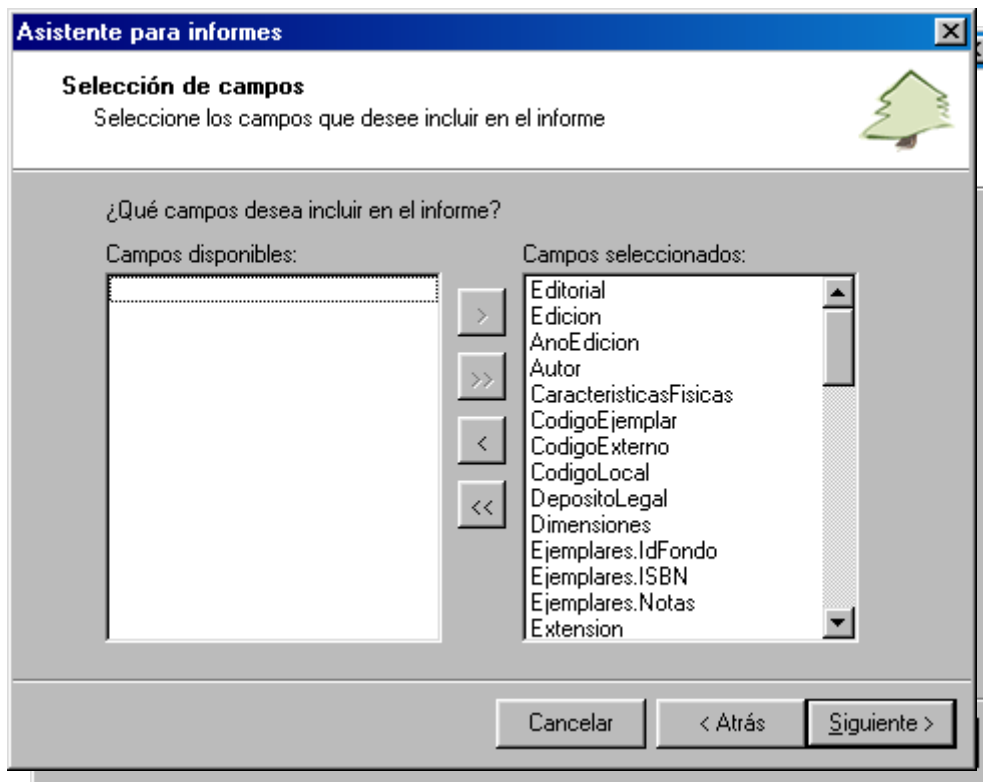 Asistente para informes
Selección de campos
Seleccione los campos que desee incluir en el informe
¿Qué campos desea incluir en el informe?
Campos disponibles:
Campos seleccionados:
>
>>
<
<<
Editorial
Edicion
AnoEdicion
Autor
CaracteristicasFisicas
CodigoEjemplar
CodigoExterno
CodigoLocal
DepositoLegal
Dimensiones
Ejemplares.IdFondo
Ejemplares.ISBN
Ejemplares.Notas
Extension
Cancelar
< Atrás
Siguiente >